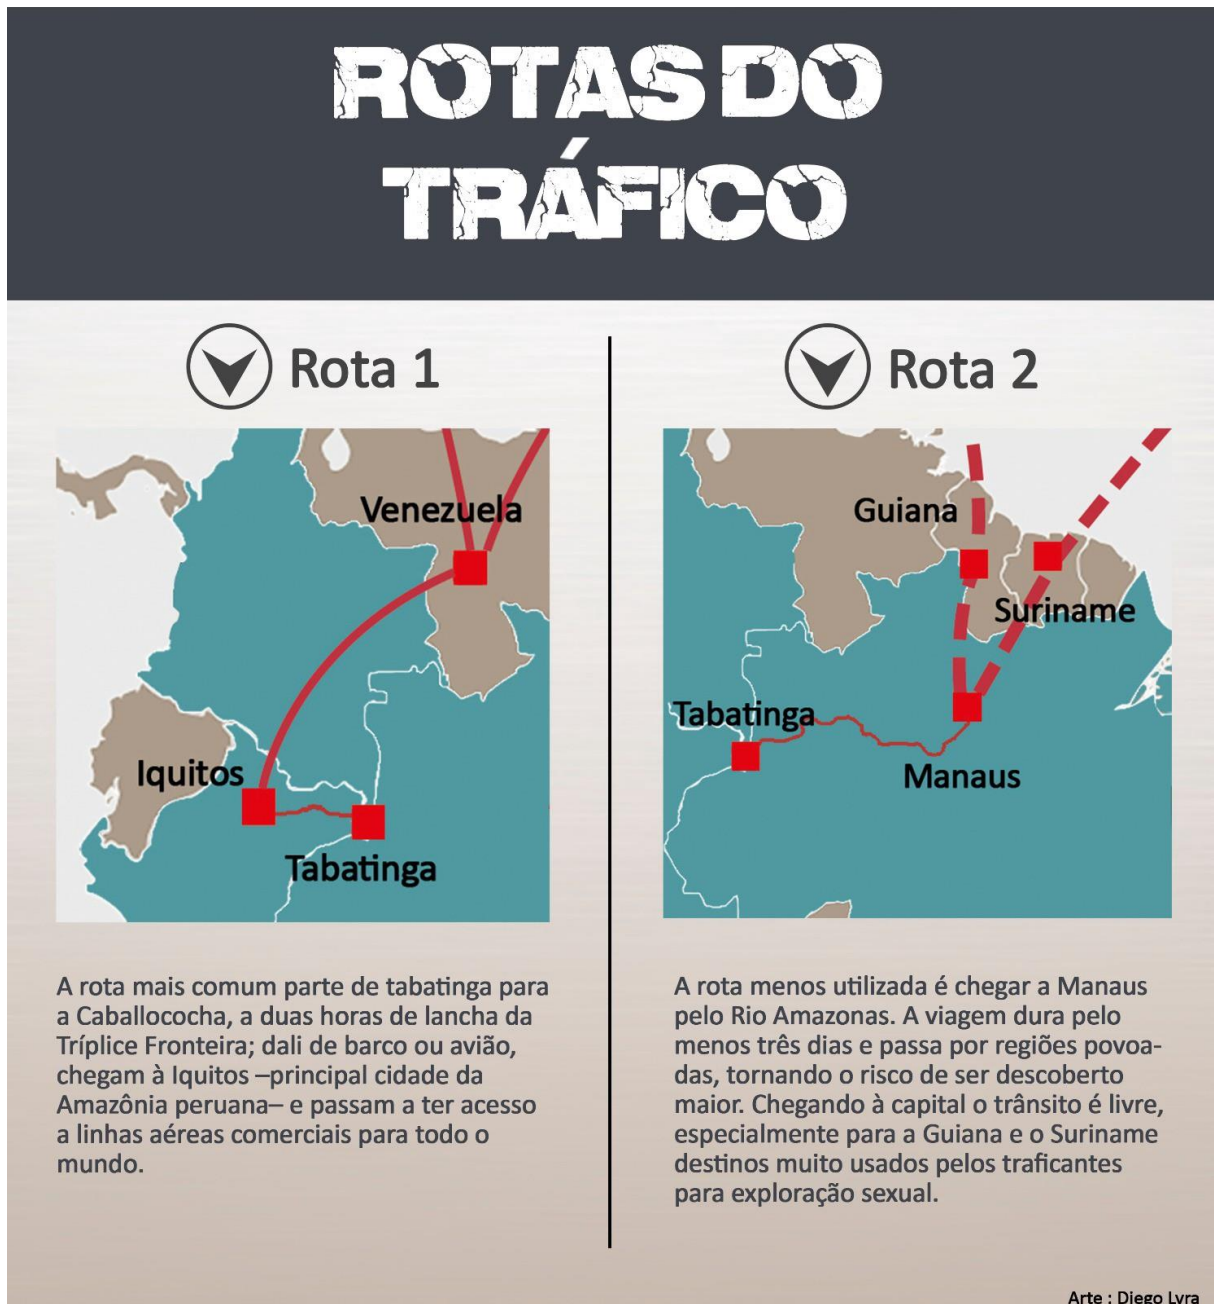 ROTAS DO
TRÁFICO
Rota 1
Venezuela
Iquitos
Tabatinga
A rota mais comum parte de tabatinga para
a Caballococha, a duas horas de lancha da
Tríplice Fronteira; dali de barco ou avião,
chegam à Iquitos –principal cidade da
Amazônia peruana– e passam a ter acesso
a linhas aéreas comerciais para todo o
mundo.
Rota 2
Guiana
Suriname
Tabatinga
Manaus
A rota menos utilizada é chegar a Manaus
pelo Rio Amazonas. A viagem dura pelo
menos três dias e passa por regiões povoa-
das, tornando o risco de ser descoberto
maior. Chegando à capital o trânsito é livre,
especialmente para a Guiana e o Suriname
destinos muito usados pelos traficantes
para exploração sexual.
Arte : Diego Lyra